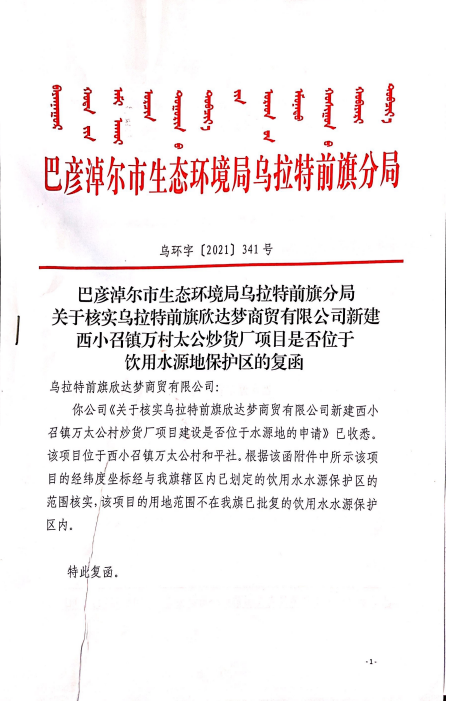 巴彦淖尔市生态环境局乌拉特前旗分局
乌环字〔2021〕341号
巴彦淖尔市生态环境局乌拉特前旗分局
关于核实乌拉特前旗欣达梦商贸有限公司新建
西小召镇万村太公炒货厂项目是否位于
饮用水源地保护区的复函
乌拉特前旗欣达梦商贸有限公司:
你公司《关于核实乌拉特前旗欣达梦商贸有限公司新建西小
召镇万太公村炒货厂项目建设是否位于水源地的申请》已收悉。
该项目位于西小召镇万太公村和平社。根据该函附件中所示该项
目的经纬度坐标经与我旗辖区内已划定的饮用水水源保护区的
范围核实,该项目的用地范围不在我旗已批复的饮用水水源保护
区内。
特此复函。
-1-